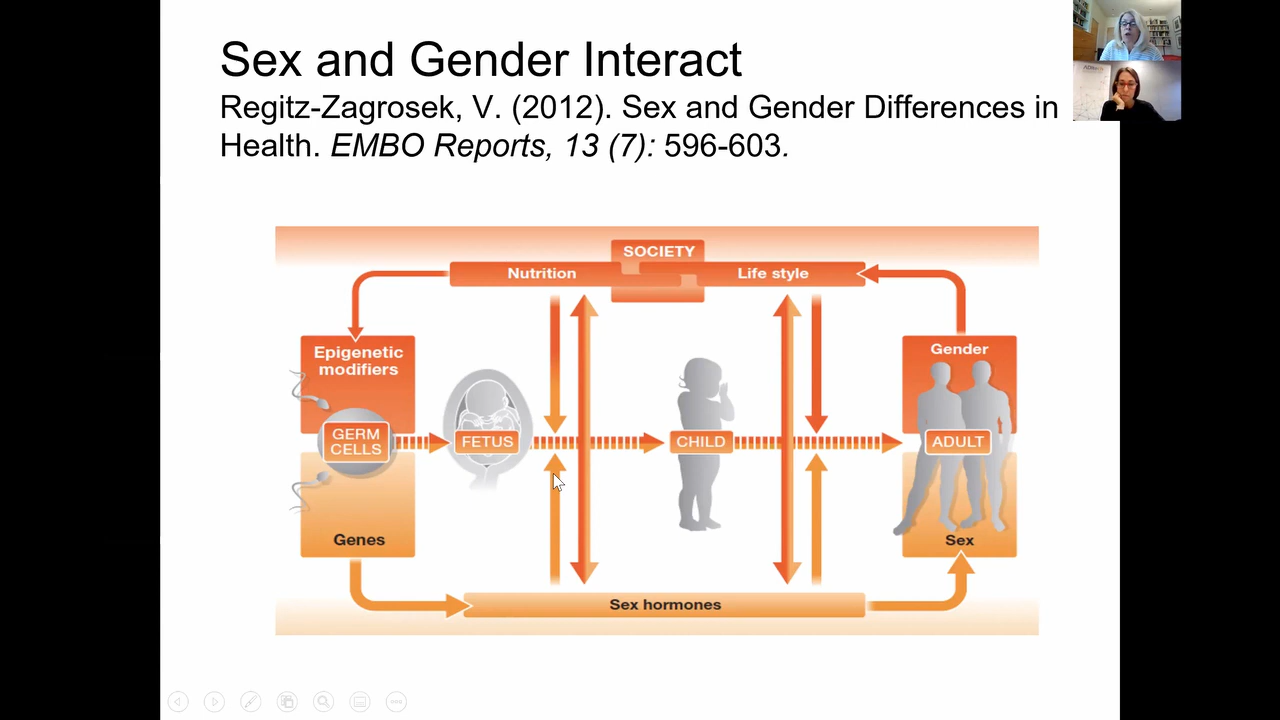 Sex and Gender Interact
Regitz-Zagrosek, V. (2012). Sex and Gender Differences in
Health. EMBO Reports, 13 (7): 596-603.
SOCIETY
Nutrition
Life style
Epigenetic
modifiers
Gender
GERM
CELLS
FETUS
CHILD
ADULT
Genes
Sex
Sex hormones